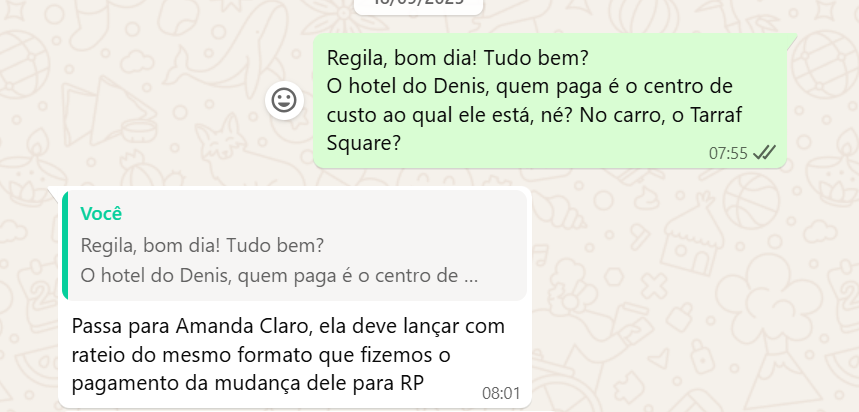 Regila, bom dia! Tudo bem?
O hotel do Denis, quem paga é o centro de
custo ao qual ele está, né? No carro, o Tarraf
Square?
07:55
Você
Regila, bom dia! Tudo bem?
O hotel do Denis, quem paga é o centro de ...
Passa para Amanda Claro, ela deve lançar com
rateio do mesmo formato que fizemos o
pagamento da mudança dele para RP
08:01